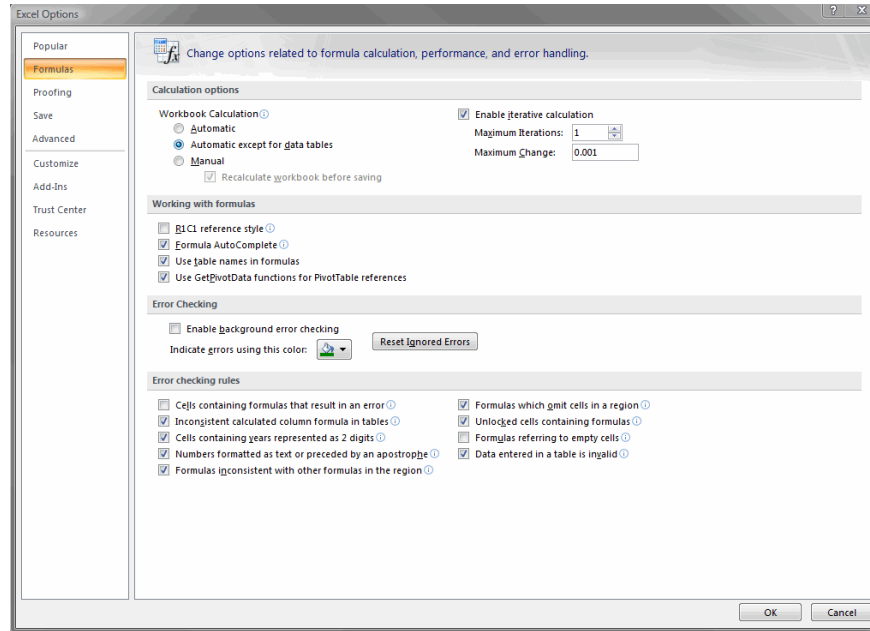 Excel Options
Popular
Formulas
Proofing
Save
Advanced
Customize
Add-Ins
Trust Center
Resources
Change options related to formula calculation, performance, and error handling.
Calculation options
Workbook Calculation
Automatic
Automatic except for data tables
Manual
Recalculate workbook before saving
Enable iterative calculation
Maximum Iterations: 1
Maximum Change: 0.001
Working with formulas
R1C1 reference style
Formula AutoComplete
Use table names in formulas
Use GetPivotData functions for PivotTable references
Error Checking
Enable background error checking
Indicate errors using this color:
Reset Ignored Errors
Error checking rules
Cells containing formulas that result in an error
Inconsistent calculated column formula in tables
Cells containing years represented as 2 digits
Numbers formatted as text or preceded by an apostrophe
Formulas inconsistent with other formulas in the region
Formulas which omit cells in a region
Unlocked cells containing formulas
Formulas referring to empty cells
Data entered in a table is invalid
OK
Cancel